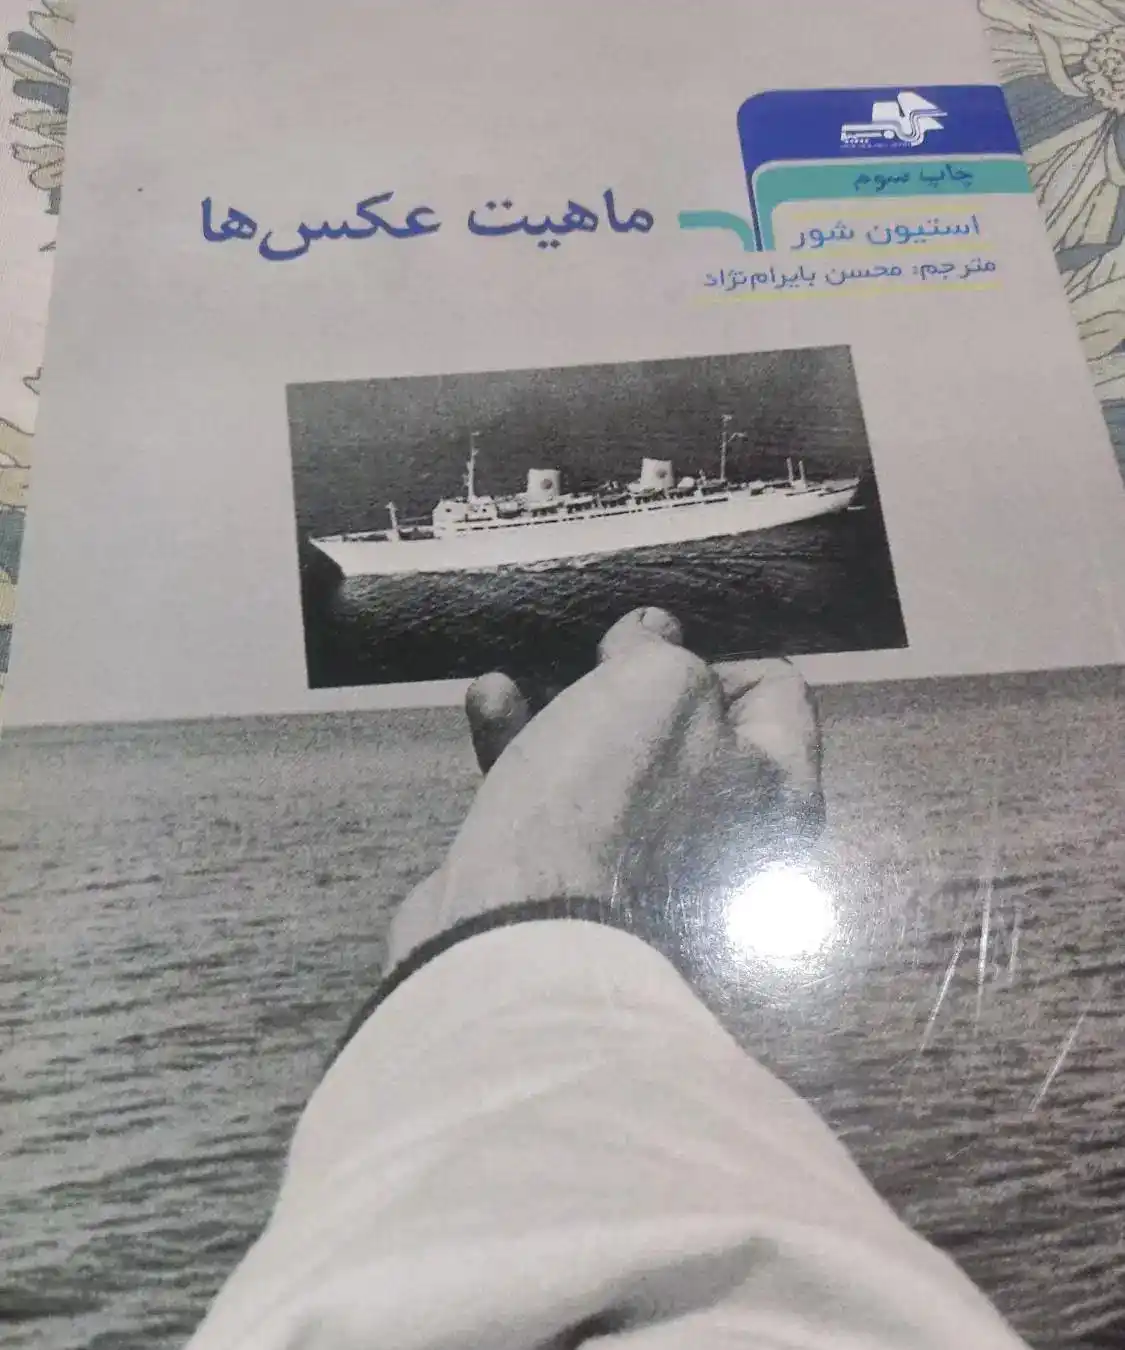 چاپ سوم
استیون شور
مترجم: محسن بایرام‌نژاد
ماهیت عکس‌ها